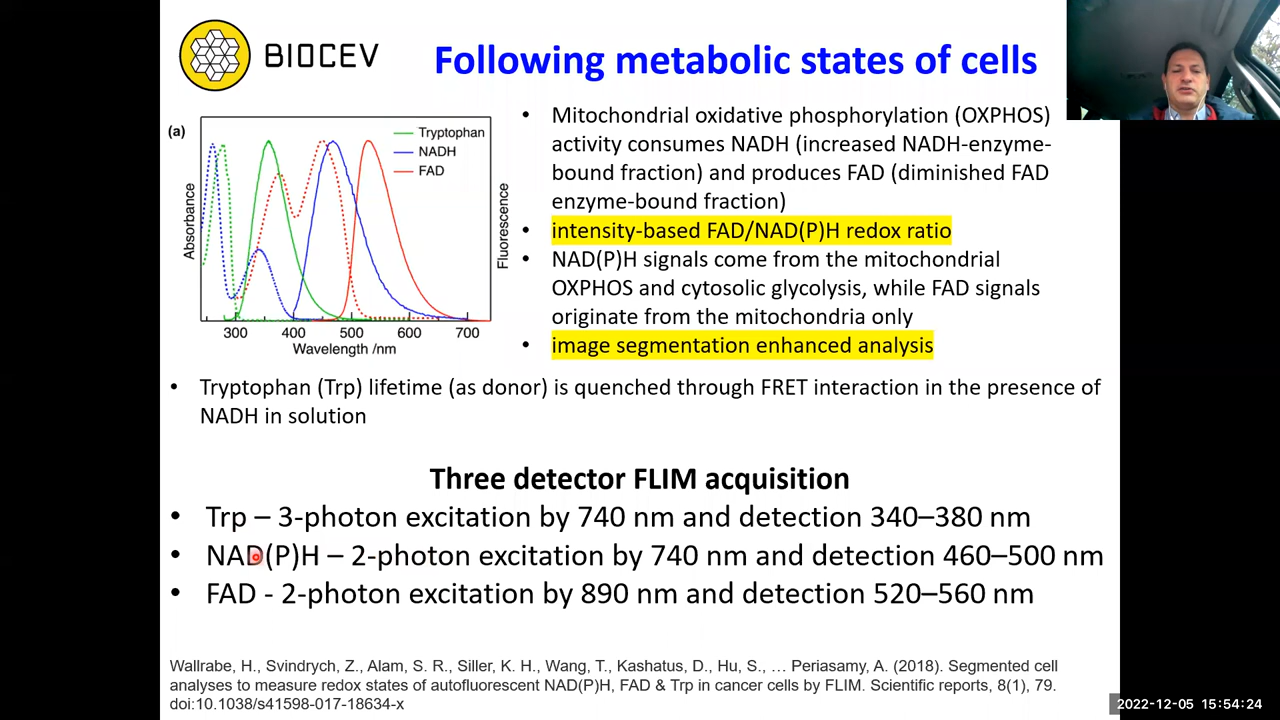 BIOCEV
Following metabolic states of cells
(a)
Tryptophan
NADH
FAD
Absorbance
Fluorescence
300 400 500 600 700
Wavelength /nm
• Mitochondrial oxidative phosphorylation (OXPHOS)
activity consumes NADH (increased NADH-enzyme-
bound fraction) and produces FAD (diminished FAD
enzyme-bound fraction)
• intensity-based FAD/NAD(P)H redox ratio
• NAD(P)H signals come from the mitochondrial
OXPHOS and cytosolic glycolysis, while FAD signals
originate from the mitochondria only
• image segmentation enhanced analysis
• Tryptophan (Trp) lifetime (as donor) is quenched through FRET interaction in the presence of
NADH in solution
Three detector FLIM acquisition
• Trp – 3-photon excitation by 740 nm and detection 340–380 nm
• NAD(P)H – 2-photon excitation by 740 nm and detection 460–500 nm
• FAD - 2-photon excitation by 890 nm and detection 520–560 nm
Wallrabe, H., Svindrych, Z., Alam, S. R., Siller, K. H., Wang, T., Kashatus, D., Hu, S., … Periasamy, A. (2018). Segmented cell
analyses to measure redox states of autofluorescent NAD(P)H, FAD & Trp in cancer cells by FLIM. Scientific reports, 8(1), 79.
doi:10.1038/s41598-017-18634-x
2022-12-05 15:54:24